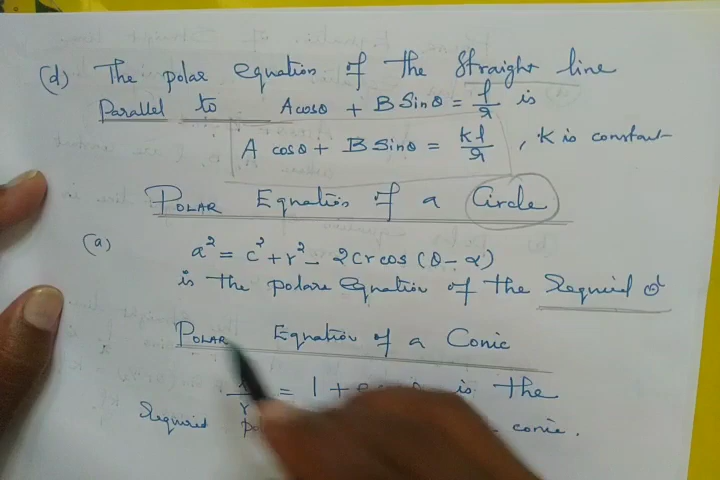 (d) The polar equation of the Straight line
Parallel to A cosθ + B Sinθ = l/r is
A cosθ + B Sinθ = kl/r, K is constant
POLAR Equation of a Circle
(a) a² = c² + r² - 2cr cos (θ - α)
is the polar equation of the Required
POLAR Equation of a Conic
= 1 + is the
Required conic.